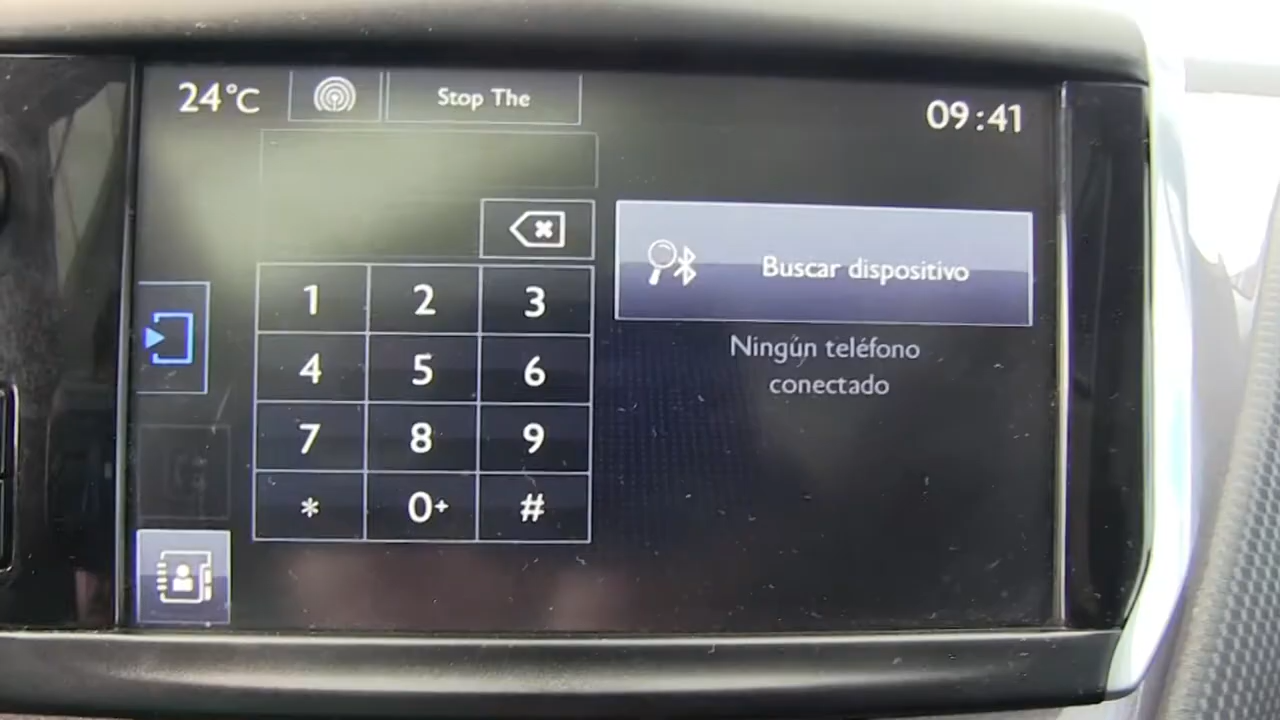 24°C
Stop The
09:41
1 2 3
4 5 6
7 8 9
* 0+ #
Buscar dispositivo
Ningún teléfono
conectado